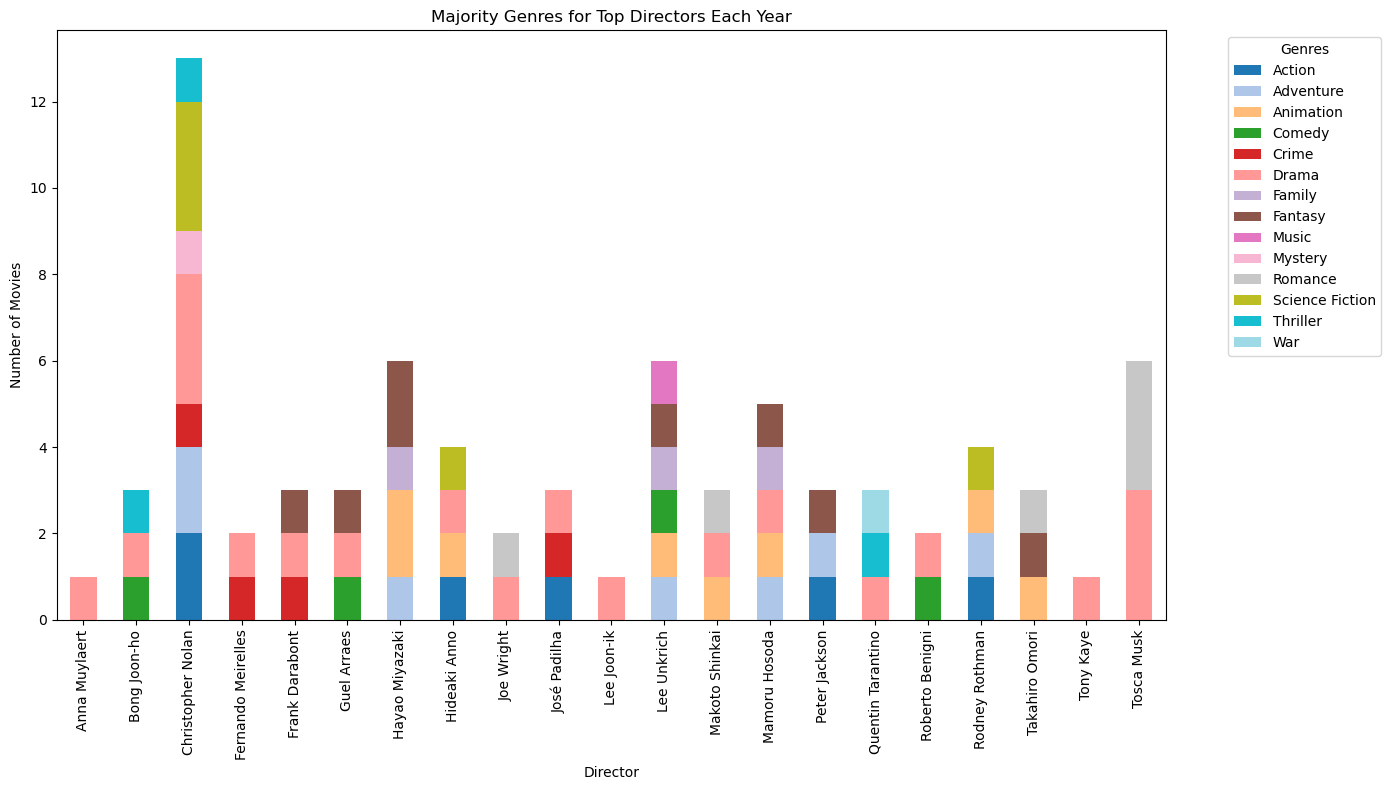 Majority Genres for Top Directors Each Year
Number of Movies
12
10
8
6
4
2
0
Anna Muylaert
Bong Joon-ho
Christopher Nolan
Fernando Meirelles
Frank Darabont
Guel Arraes
Hayao Miyazaki
Hideaki Anno
Joe Wright
José Padilha
Lee Joon-ik
Lee Unkrich
Makoto Shinkai
Mamoru Hosoda
Peter Jackson
Quentin Tarantino
Roberto Benigni
Rodney Rothman
Takahiro Omori
Tony Kaye
Tosca Musk
Director
Genres
Action
Adventure
Animation
Comedy
Crime
Drama
Family
Fantasy
Music
Mystery
Romance
Science Fiction
Thriller
War